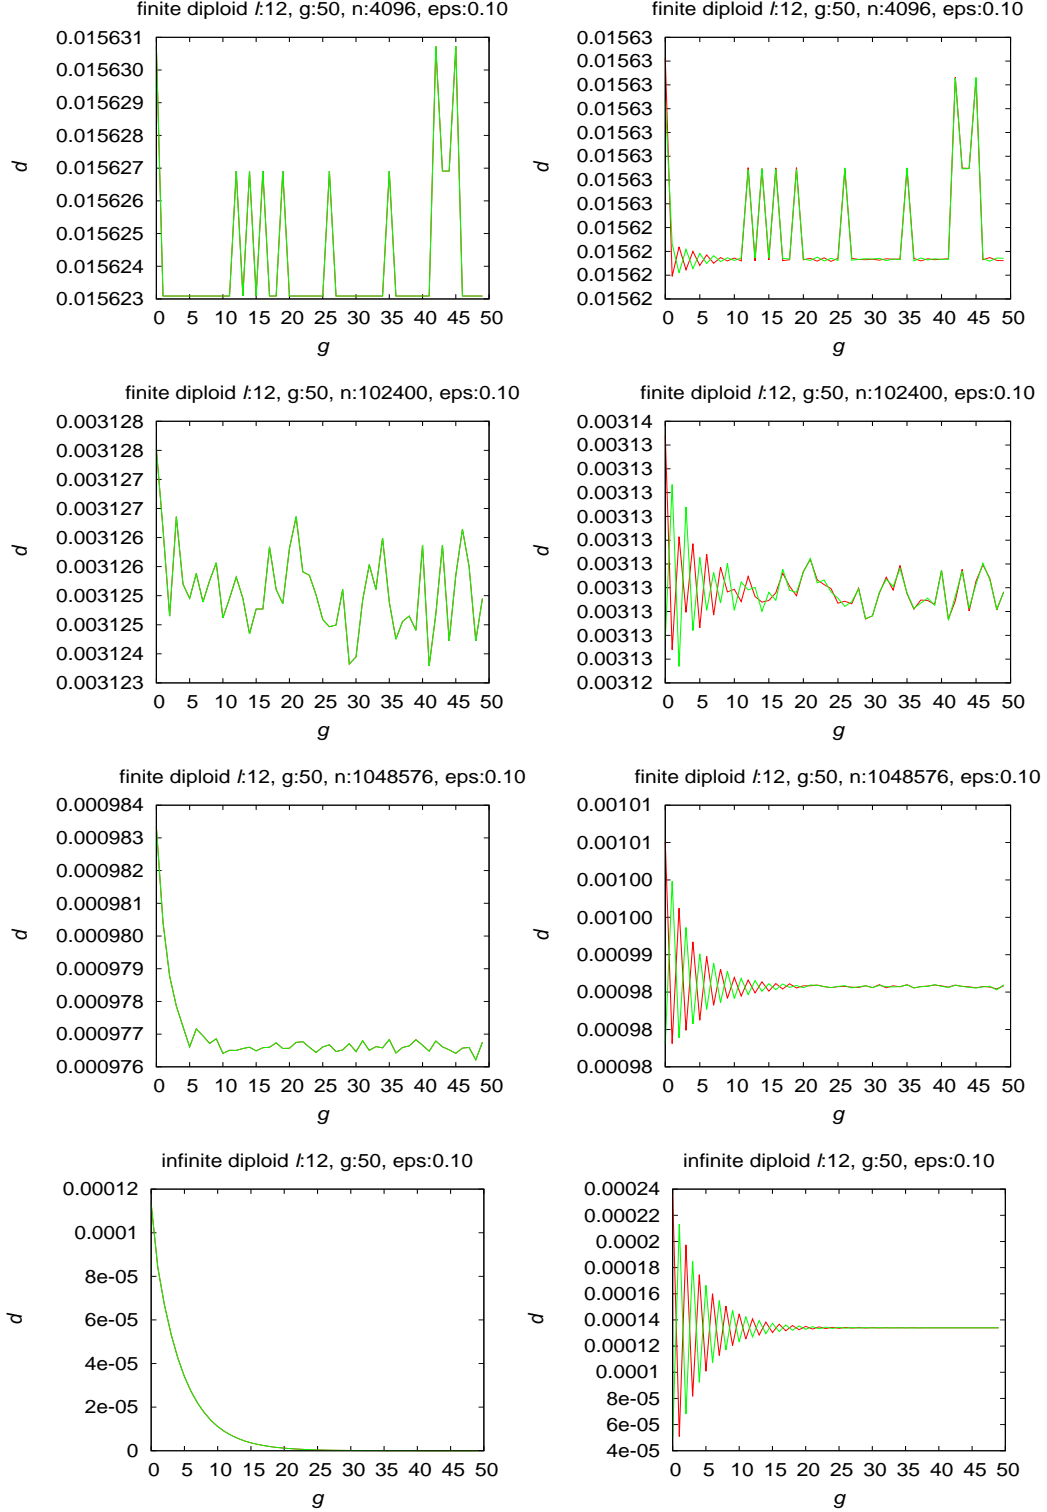 finite diploid l:12, g:50, n:4096, eps:0.10
0.015631
0.015630
0.015629
0.015628
0.015627
0.015626
0.015625
0.015624
0.015623
d
0 5 10 15 20 25 30 35 40 45 50
g
finite diploid l:12, g:50, n:4096, eps:0.10
0.01563
0.01563
0.01563
0.01563
0.01563
0.01563
0.01563
0.01563
0.01562
0.01562
0.01562
0.01562
d
0 5 10 15 20 25 30 35 40 45 50
g
finite diploid l:12, g:50, n:102400, eps:0.10
0.003128
0.003128
0.003127
0.003127
0.003126
0.003126
0.003125
0.003125
0.003124
0.003123
d
0 5 10 15 20 25 30 35 40 45 50
g
finite diploid l:12, g:50, n:102400, eps:0.10
0.00314
0.00313
0.00313
0.00313
0.00313
0.00313
0.00313
0.00313
0.00313
0.00313
0.00313
0.00312
d
0 5 10 15 20 25 30 35 40 45 50
g
finite diploid l:12, g:50, n:1048576, eps:0.10
0.000984
0.000982
0.000981
0.000980
0.000979
0.000978
0.000977
0.000976
d
0 5 10 15 20 25 30 35 40 45 50
g
finite diploid l:12, g:50, n:1048576, eps:0.10
0.00101
0.00101
0.00100
0.00100
0.00099
0.00098
0.00098
0.00098
d
0 5 10 15 20 25 30 35 40 45 50
g
infinite diploid l:12, g:50, eps:0.10
0.00012
0.0001
8e-05
6e-05
4e-05
2e-05
0
d
0 5 10 15 20 25 30 35 40 45 50
g
infinite diploid l:12, g:50, eps:0.10
0.00024
0.00022
0.0002
0.00018
0.00016
0.00014
0.00012
0.0001
8e-05
6e-05
4e-05
d
0 5 10 15 20 25 30 35 40 45 50
g